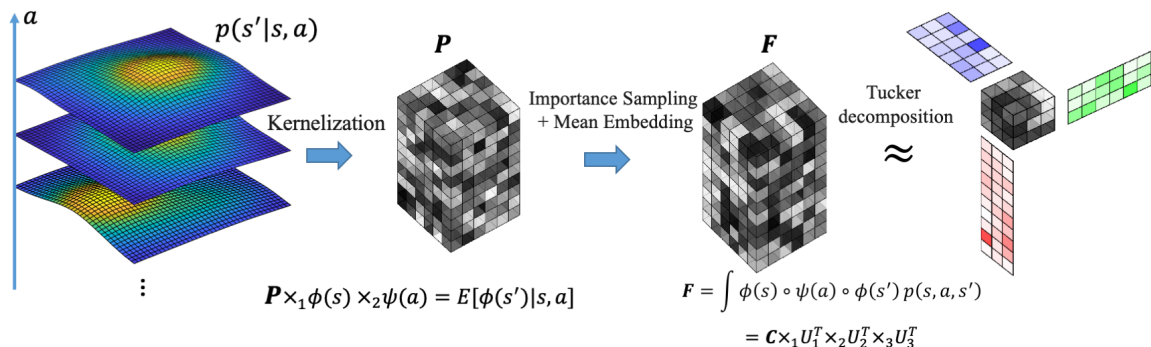 a
p(s'|s, a)
Kernelization
P
Importance Sampling
+ Mean Embedding
F
Tucker
decomposition
≈
⋮
P×₁ϕ(s) ×₂ψ(a) = E[ϕ(s')|s, a]
F = ∫ ϕ(s) ∘ ψ(a) ∘ ϕ(s') p(s, a, s')
= C×₁U₁ᵀ×₂U₂ᵀ×₃U₃ᵀ